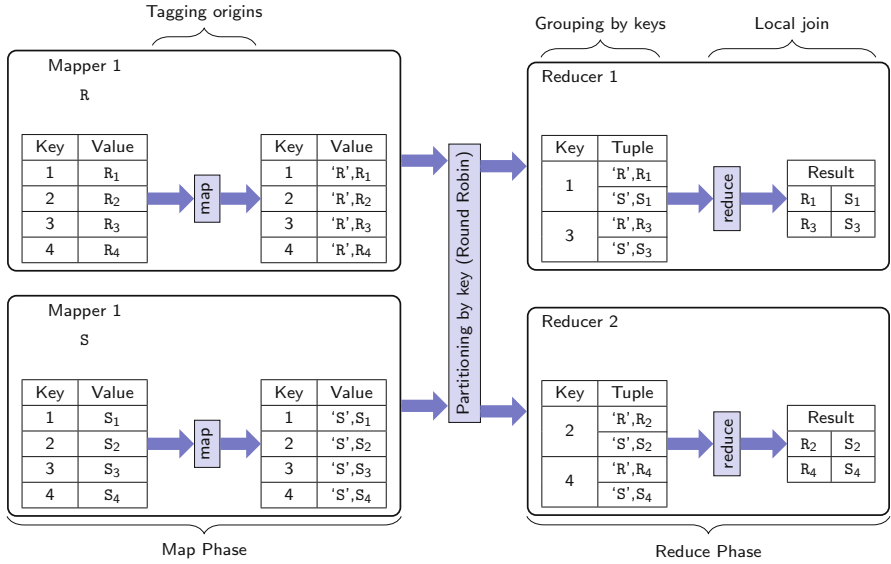 Tagging origins
Grouping by keys
Local join
Mapper 1
R
Key Value
1 R1
2 R2
3 R3
4 R4
map
Key Value
1 ‘R’,R1
2 ‘R’,R2
3 ‘R’,R3
4 ‘R’,R4
Mapper 1
S
Key Value
1 S1
2 S2
3 S3
4 S4
map
Key Value
1 ‘S’,S1
2 ‘S’,S2
3 ‘S’,S3
4 ‘S’,S4
Partitioning by key (Round Robin)
Reducer 1
Key Tuple
1 ‘R’,R1
‘S’,S1
3 ‘R’,R3
‘S’,S3
reduce
Result
R1 S1
R3 S3
Reducer 2
Key Tuple
2 ‘R’,R2
‘S’,S2
4 ‘R’,R4
‘S’,S4
reduce
Result
R2 S2
R4 S4
Map Phase
Reduce Phase